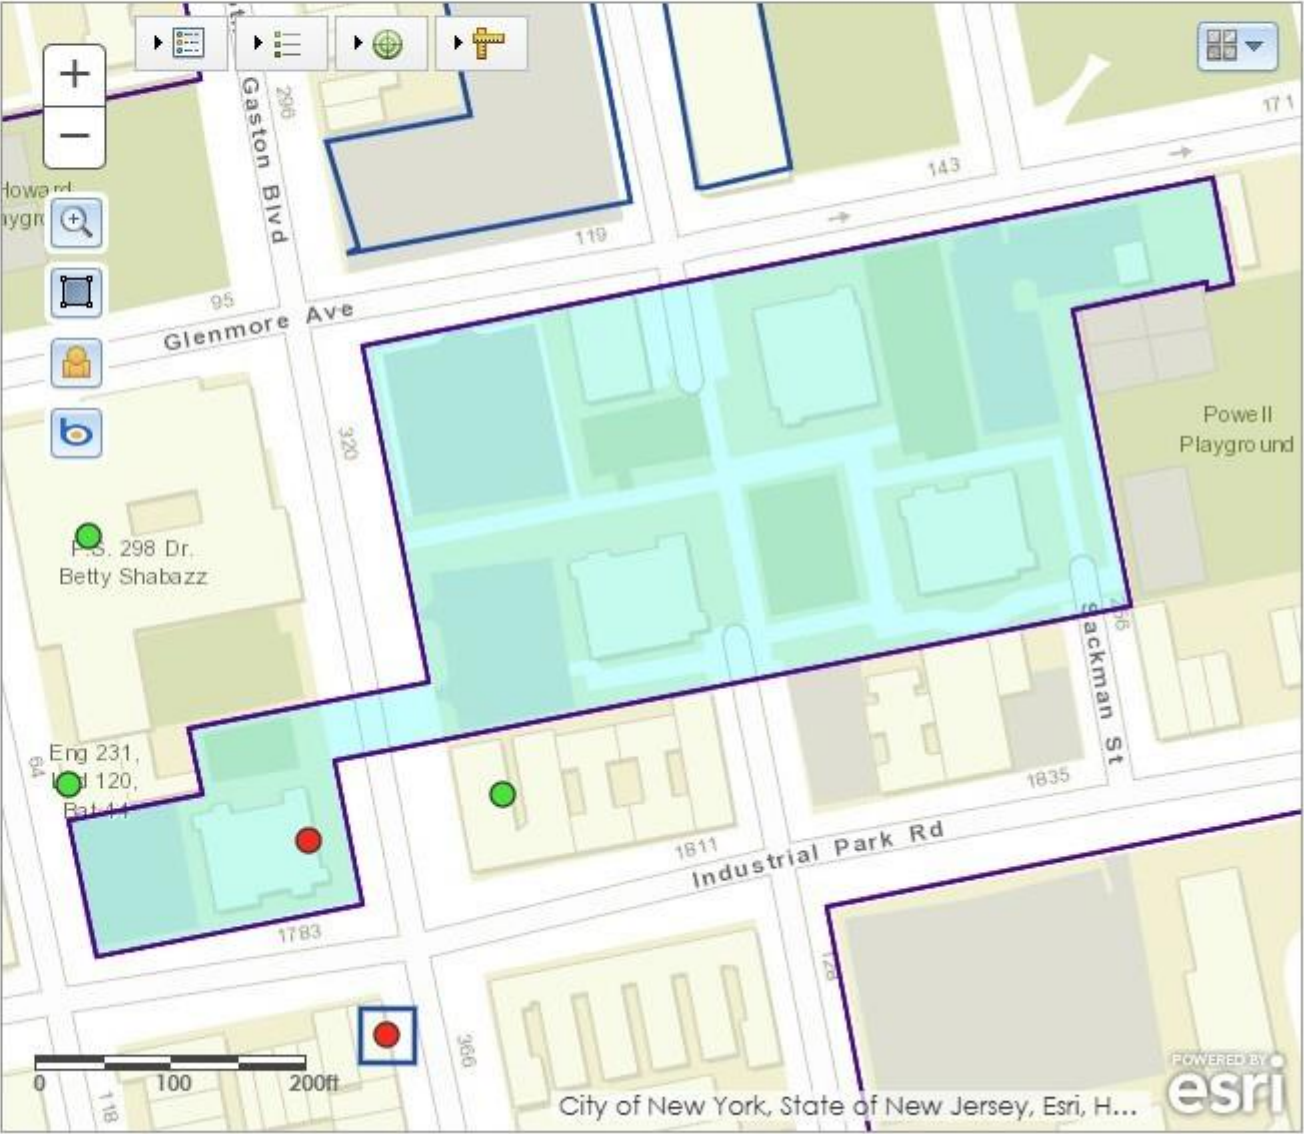 Gaston Blvd
296
171
143
Howard
119
95
Glenmore Ave
320
Powell
Playground
P.S. 298 Dr.
Betty Shabazz
Sackman St
Eng 231,
120,
64
1835
1811
Industrial Park Rd
1783
128
366
118
0 100 200ft
City of New York, State of New Jersey, Esri, H...
POWERED BY
esri